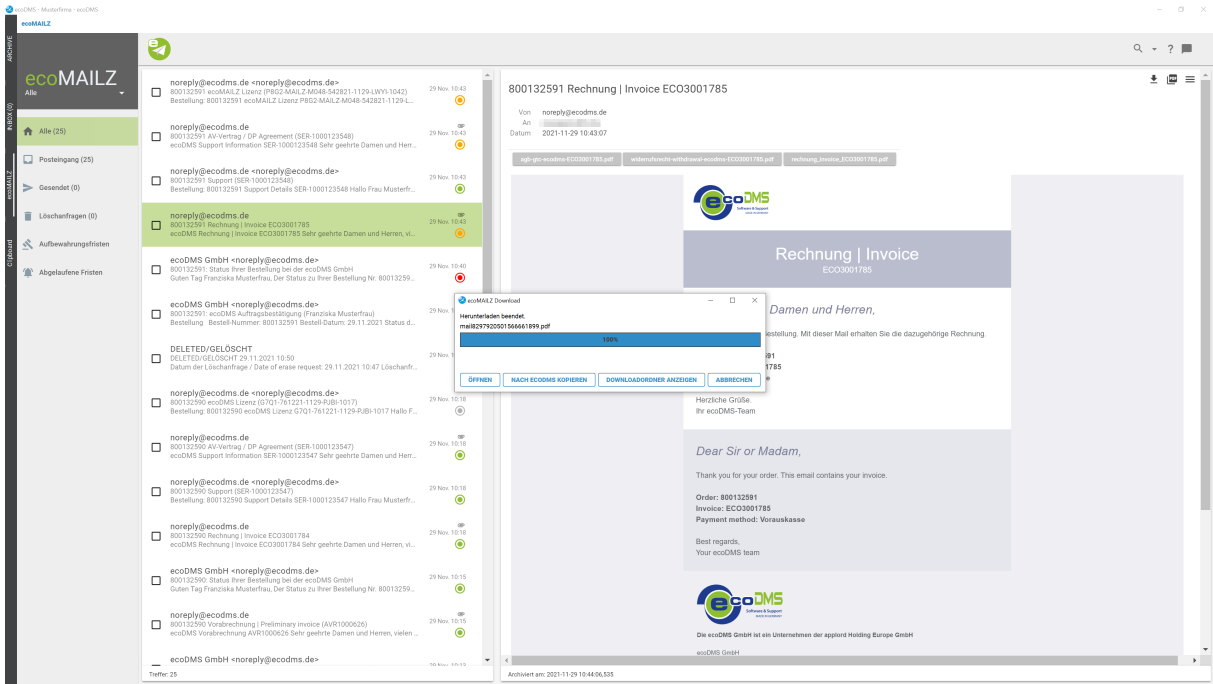 ecoDMS - Musterfirma - ecoDMS
ecoMAILZ
ARCHIVE
INBOX (0)
ecoMAILZ
Clipboard
ecoMAILZ
Alle
Alle (25)
Posteingang (25)
Gesendet (0)
Löschanfragen (0)
Aufbewahrungsfristen
Abgelaufene Fristen
noreply@ecodms.de <noreply@ecodms.de>
800132591 ecoMAILZ Lizenz (P8G2-MAILZ-M048-542821-1129-LWYI-1042)
29 Nov. 10:43
Bestellung: 800132591 ecoMAILZ Lizenz P8G2-MAILZ-M048-542821-1129-L...
noreply@ecodms.de
800132591 AV-Vertrag / DP Agreement (SER-1000123548)
29 Nov. 10:43
ecoDMS Support Information SER-1000123548 Sehr geehrte Damen und Herr...
noreply@ecodms.de <noreply@ecodms.de>
800132591 Support (SER-1000123548)
29 Nov. 10:43
Bestellung: 800132591 Support Details SER-1000123548 Hallo Frau Musterfr...
noreply@ecodms.de
800132591 Rechnung | Invoice ECO3001785
29 Nov. 10:43
ecoDMS Rechnung | Invoice ECO3001785 Sehr geehrte Damen und Herren, vi...
ecoDMS GmbH <noreply@ecodms.de>
800132591: Status Ihrer Bestellung bei der ecoDMS GmbH
29 Nov. 10:40
Guten Tag Franziska Musterfrau, Der Status zu Ihrer Bestellung Nr. 80013259...
ecoDMS GmbH <noreply@ecodms.de>
800132591: ecoDMS Auftragsbestätigung (Franziska Musterfrau)
29 Nov. 1
Bestellung Bestell-Nummer: 800132591 Bestell-Datum: 29.11.2021 Status d...
DELETED/GELÖSCHT
DELETED/GELÖSCHT 29.11.2021 10:50
29 Nov. 1
Datum der Löschanfrage / Date of erase request: 29.11.2021 10:47 Löschanfr...
noreply@ecodms.de <noreply@ecodms.de>
800132590 ecoDMS Lizenz (G7Q1-761221-1129-PJBI-1017)
29 Nov. 10:18
Bestellung: 800132590 ecoDMS Lizenz G7Q1-761221-1129-PJBI-1017 Hallo F...
noreply@ecodms.de
800132590 AV-Vertrag / DP Agreement (SER-1000123547)
29 Nov. 10:18
ecoDMS Support Information SER-1000123547 Sehr geehrte Damen und Herr...
noreply@ecodms.de <noreply@ecodms.de>
800132590 Support (SER-1000123547)
29 Nov. 10:18
Bestellung: 800132590 Support Details SER-1000123547 Hallo Frau Musterfr...
noreply@ecodms.de
800132590 Rechnung | Invoice ECO3001784
29 Nov. 10:18
ecoDMS Rechnung | Invoice ECO3001784 Sehr geehrte Damen und Herren, vi...
ecoDMS GmbH <noreply@ecodms.de>
800132590: Status Ihrer Bestellung bei der ecoDMS GmbH
29 Nov. 10:15
Guten Tag Franziska Musterfrau, Der Status zu Ihrer Bestellung Nr. 80013259...
noreply@ecodms.de
800132590 Vorabrechnung | Preliminary invoice (AVR1000626)
29 Nov. 10:15
ecoDMS Vorabrechnung AVR1000626 Sehr geehrte Damen und Herren, vielen ...
ecoDMS GmbH <noreply@ecodms.de>
Treffer: 25
800132591 Rechnung | Invoice ECO3001785
Von noreply@ecodms.de
An
Datum 2021-11-29 10:43:07
agb-gtc-ecodms-ECO3001785.pdf
widerrufsrecht-withdrawal-ecodms-ECO3001785.pdf
rechnung_invoice_ECO3001785.pdf
ecoDMS
Software & Support
MADE IN GERMANY
Rechnung | Invoice
ECO3001785
Damen und Herren,
estellung. Mit dieser Mail erhalten Sie die dazugehörige Rechnung.
91
1785
Herzliche Grüße.
Ihr ecoDMS-Team
Dear Sir or Madam,
Thank you for your order. This email contains your invoice.
Order: 800132591
Invoice: ECO3001785
Payment method: Vorauskasse
Best regards,
Your ecoDMS team
ecoDMS
Software & Support
MADE IN GERMANY
Die ecoDMS GmbH ist ein Unternehmen der applord Holding Europe GmbH
ecoDMS GmbH
Archiviert am: 2021-11-29 10:44:06,535
ecoMAILZ Download
Herunterladen beendet.
mail8297920501566661899.pdf
100%
ÖFFNEN
NACH ECODMS KOPIEREN
DOWNLOADORDNER ANZEIGEN
ABBRECHEN